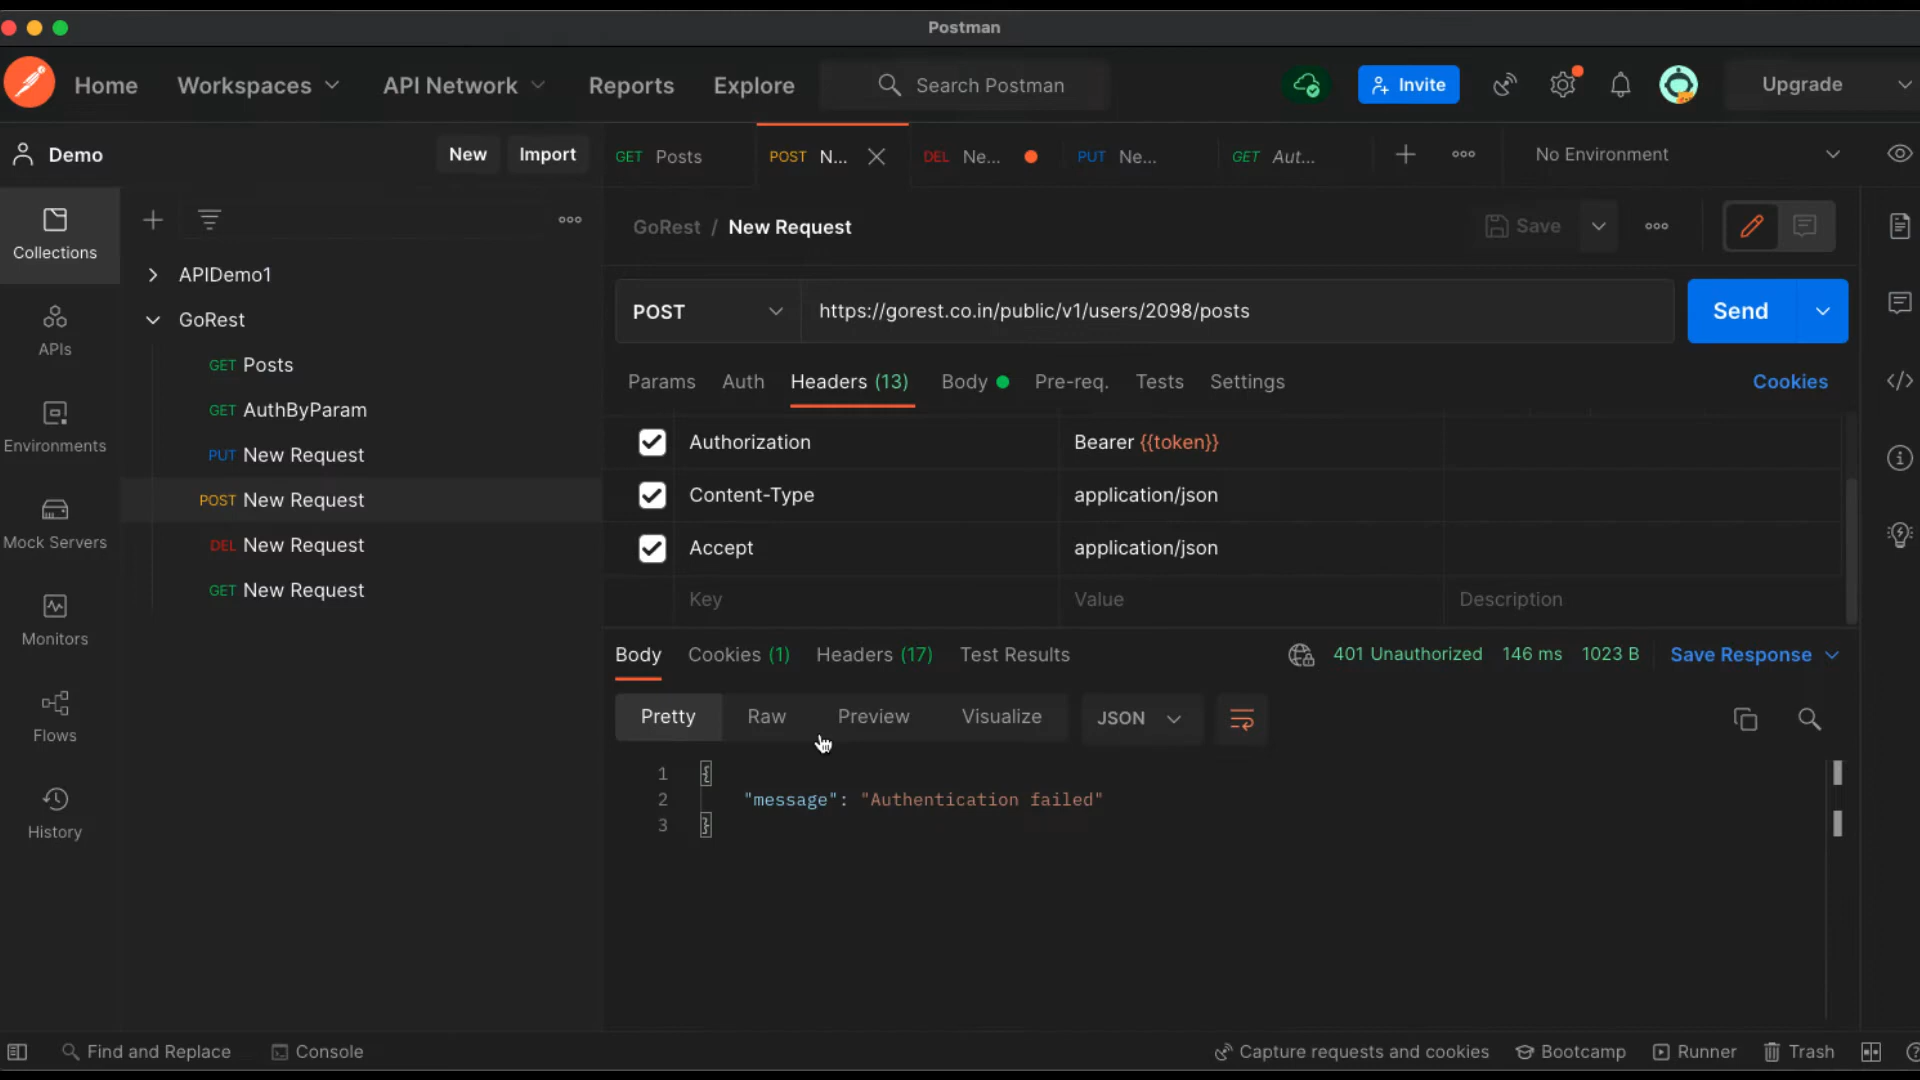 Postman
Home Workspaces API Network Reports Explore Search Postman Invite Upgrade
Demo New Import GET Posts POST N... DEL Ne... PUT Ne... GET Aut... No Environment
GoRest / New Request Save
Collections
APIDemo1
GoRest
GET Posts
GET AuthByParam
PUT New Request
POST New Request
DEL New Request
GET New Request
APIs
Environments
Mock Servers
Monitors
Flows
History
POST https://gorest.co.in/public/v1/users/2098/posts Send
Params Auth Headers (13) Body Pre-req. Tests Settings Cookies
Authorization Bearer {{token}}
Content-Type application/json
Accept application/json
Key Value Description
Body Cookies (1) Headers (17) Test Results 401 Unauthorized 146 ms 1023 B Save Response
Pretty Raw Preview Visualize JSON
1 {
2 "message": "Authentication failed"
3 }
Find and Replace Console Capture requests and cookies Bootcamp Runner Trash